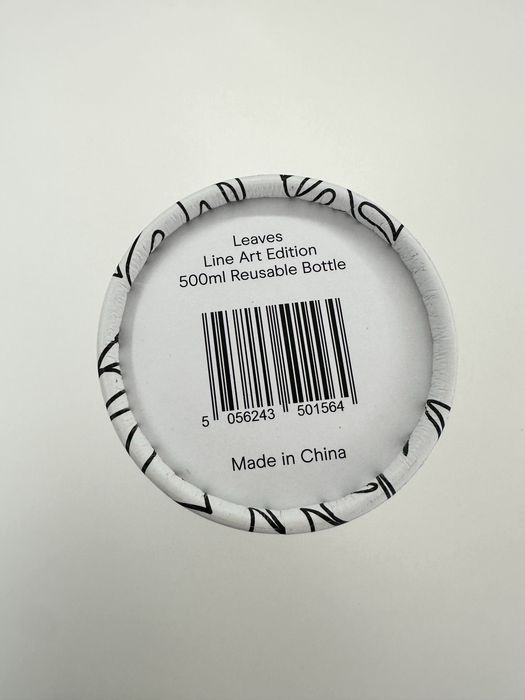 Leaves
Line Art Edition
500ml Reusable Bottle
5 056243 501564
Made in China